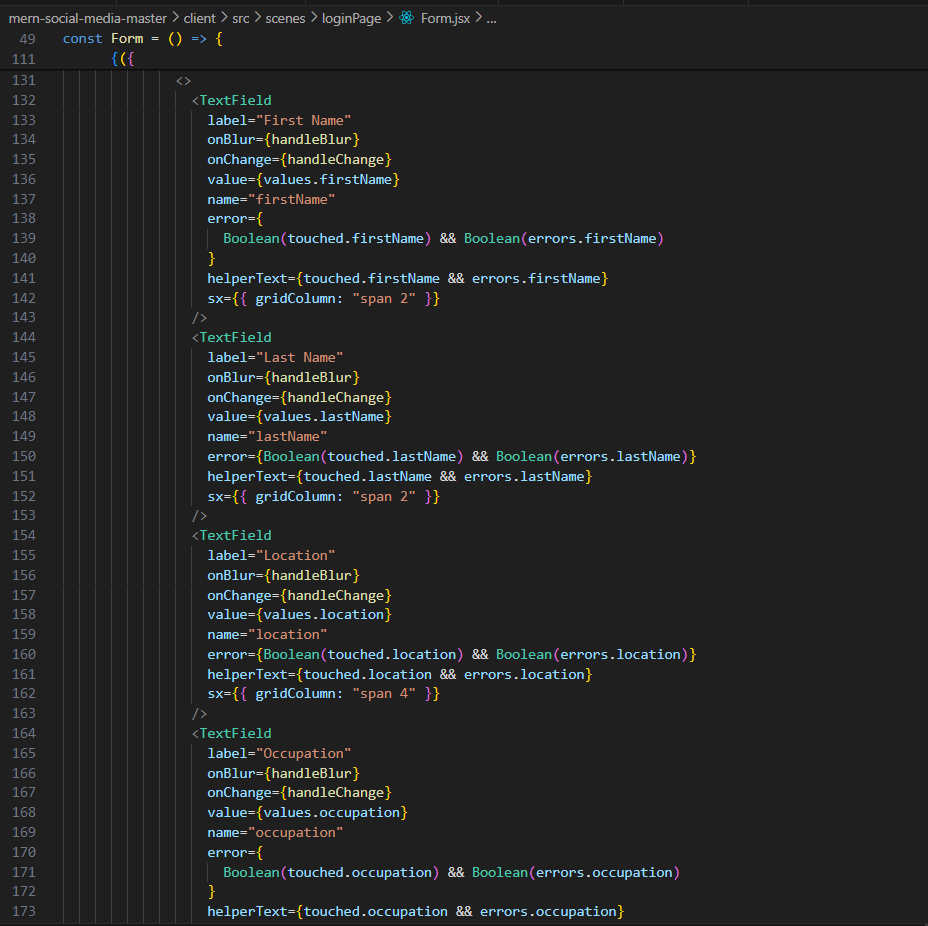 mern-social-media-master > client > src > scenes > loginPage > Form.jsx > ...
49 const Form = () => {
111 {({
131 <>
132 <TextField
133 label="First Name"
134 onBlur={handleBlur}
135 onChange={handleChange}
136 value={values.firstName}
137 name="firstName"
138 error={
139 Boolean(touched.firstName) && Boolean(errors.firstName)
140 }
141 helperText={touched.firstName && errors.firstName}
142 sx={{ gridColumn: "span 2" }}
143 />
144 <TextField
145 label="Last Name"
146 onBlur={handleBlur}
147 onChange={handleChange}
148 value={values.lastName}
149 name="lastName"
150 error={Boolean(touched.lastName) && Boolean(errors.lastName)}
151 helperText={touched.lastName && errors.lastName}
152 sx={{ gridColumn: "span 2" }}
153 />
154 <TextField
155 label="Location"
156 onBlur={handleBlur}
157 onChange={handleChange}
158 value={values.location}
159 name="location"
160 error={Boolean(touched.location) && Boolean(errors.location)}
161 helperText={touched.location && errors.location}
162 sx={{ gridColumn: "span 4" }}
163 />
164 <TextField
165 label="Occupation"
166 onBlur={handleBlur}
167 onChange={handleChange}
168 value={values.occupation}
169 name="occupation"
170 error={
171 Boolean(touched.occupation) && Boolean(errors.occupation)
172 }
173 helperText={touched.occupation && errors.occupation}